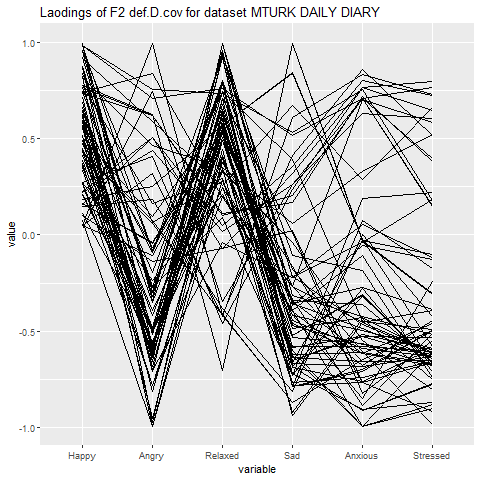 Laodings of F2 def.D.cov for dataset MTURK DAILY DIARY
1.0
0.5
0.0
-0.5
-1.0
value
Happy Angry Relaxed Sad Anxious Stressed
variable